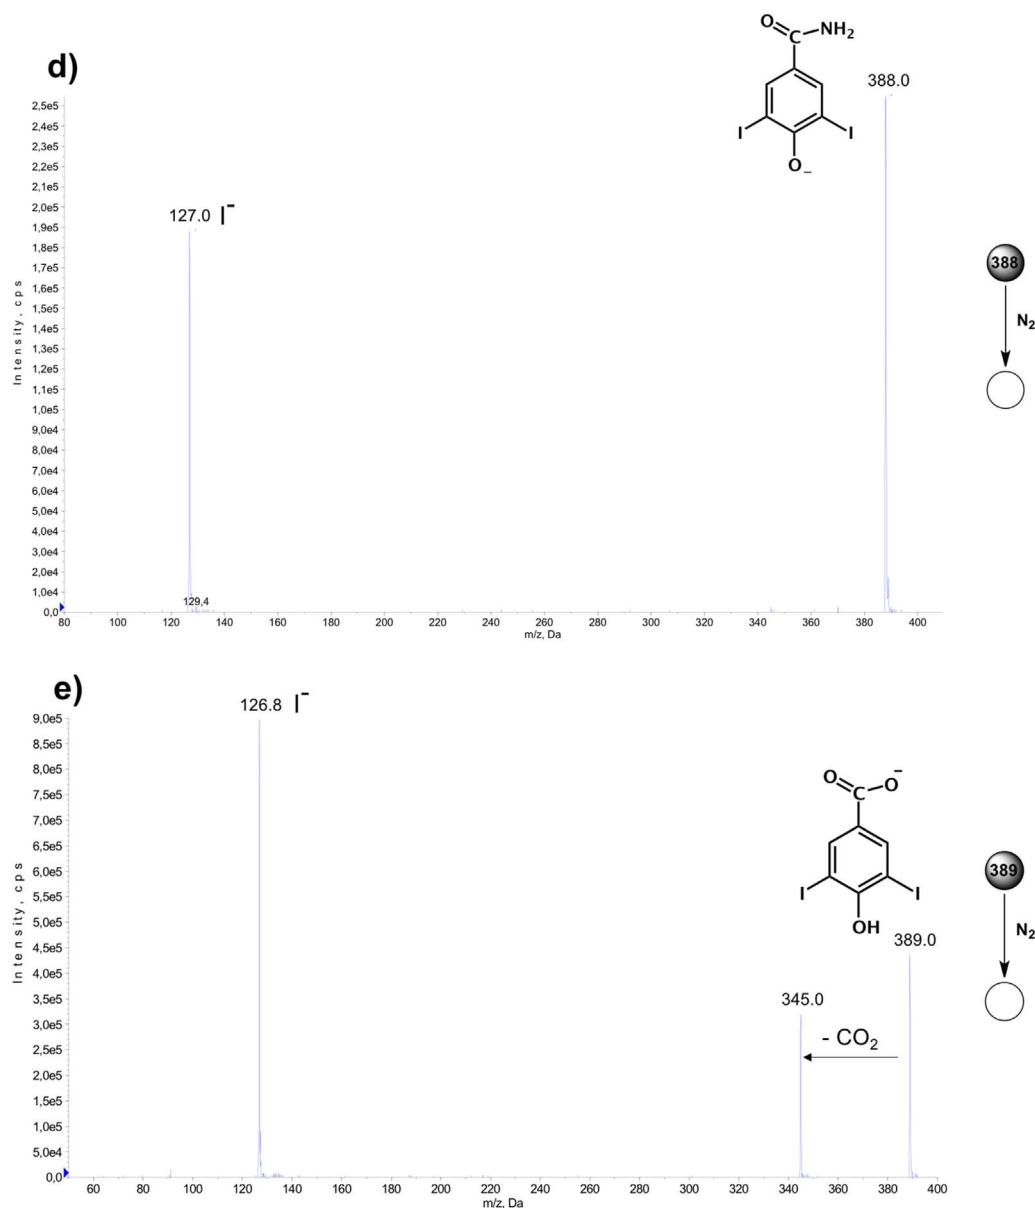 d)
O
C–NH₂
I
I
O–
388.0
127.0 I⁻
2,5e5
2,4e5
2,3e5
2,2e5
2,1e5
2,0e5
1,9e5
1,8e5
1,7e5
1,6e5
1,5e5
1,4e5
1,3e5
1,2e5
1,1e5
1,0e5
9,0e4
8,0e4
7,0e4
6,0e4
5,0e4
4,0e4
3,0e4
2,0e4
1,0e4
0,0
Intensity, cps
129,4
80 100 120 140 160 180 200 220 240 260 280 300 320 340 360 380 400
m/z, Da
388
N₂
e)
126.8 I⁻
9,0e5
8,5e5
8,0e5
7,5e5
7,0e5
6,5e5
6,0e5
5,5e5
5,0e5
4,5e5
4,0e5
3,5e5
3,0e5
2,5e5
2,0e5
1,5e5
1,0e5
5,0e4
0,0
Intensity, cps
O
C–O⁻
I
I
OH
389.0
345.0
- CO₂
60 80 100 120 140 160 180 200 220 240 260 280 300 320 340 360 380 400
m/z, Da
389
N₂